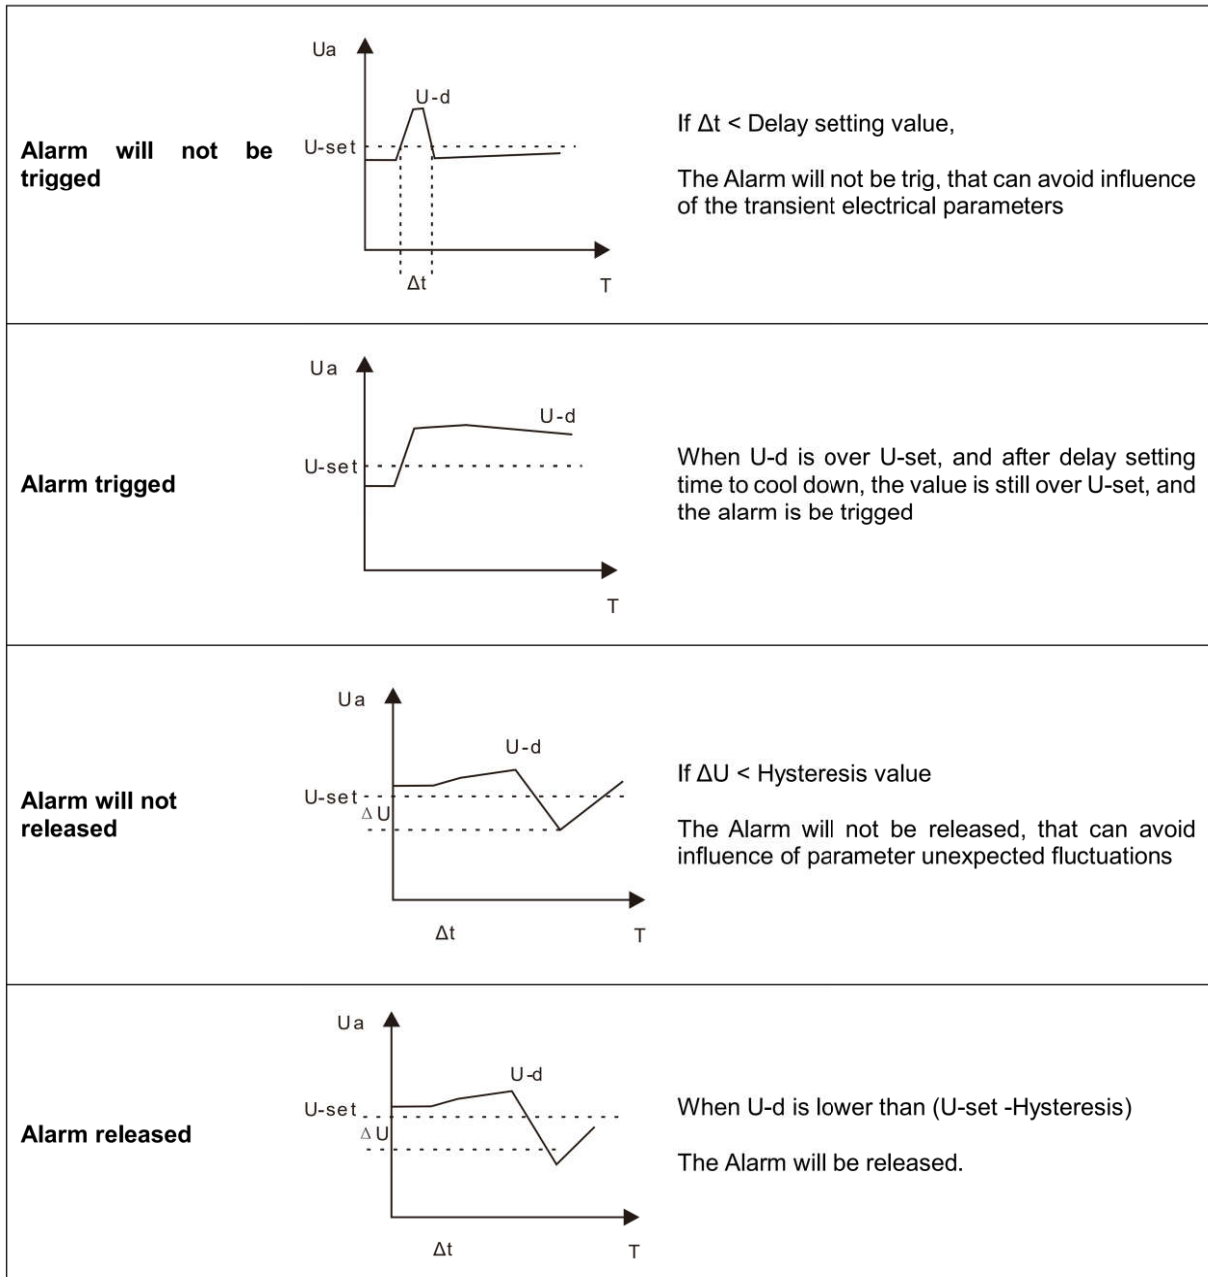 Ua
U-d
U-set
Δt
T
Alarm will not be
trigged
If Δt < Delay setting value,
The Alarm will not be trig, that can avoid influence
of the transient electrical parameters
Ua
U-d
U-set
T
Alarm trigged
When U-d is over U-set, and after delay setting
time to cool down, the value is still over U-set, and
the alarm is be trigged
Ua
U-d
U-set
ΔU
Δt
T
Alarm will not
released
If ΔU < Hysteresis value
The Alarm will not be released, that can avoid
influence of parameter unexpected fluctuations
Ua
U-d
U-set
ΔU
Δt
T
Alarm released
When U-d is lower than (U-set -Hysteresis)
The Alarm will be released.